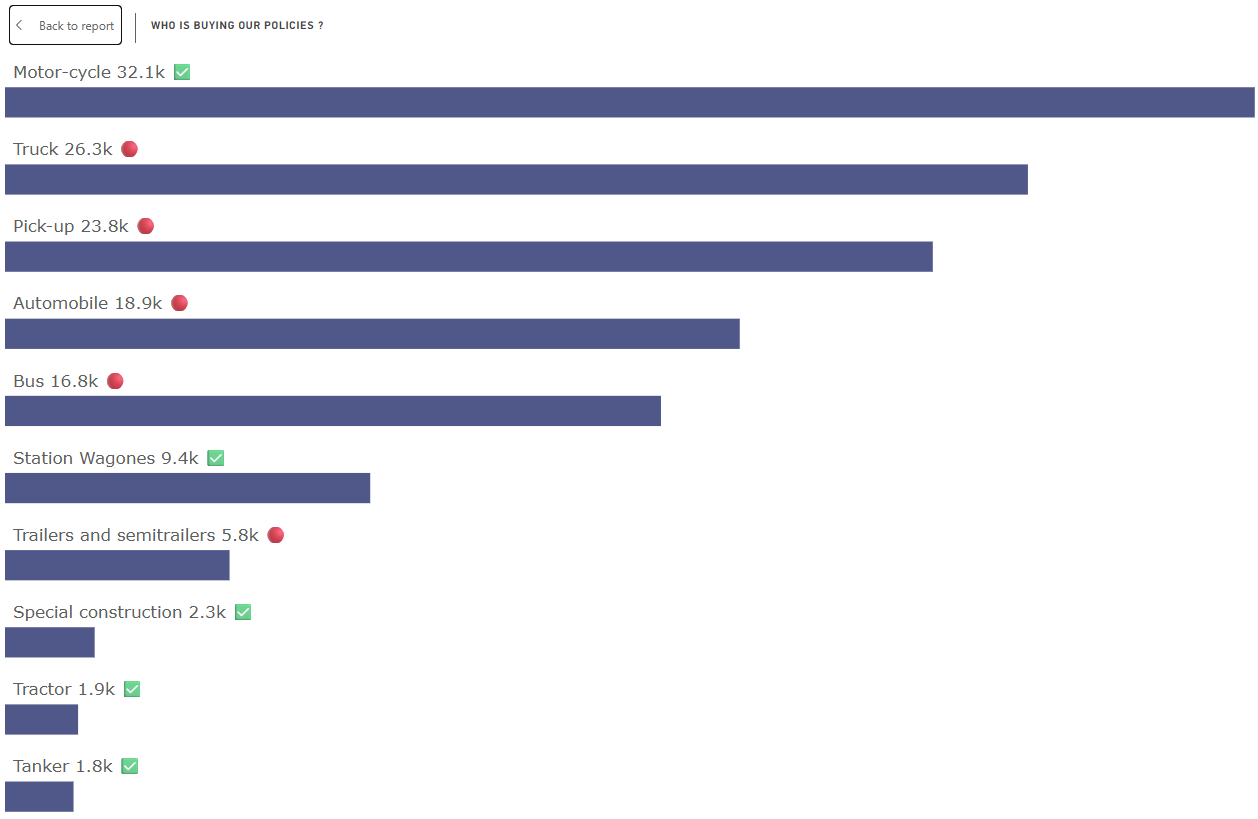 Back to report
WHO IS BUYING OUR POLICIES ?
Motor-cycle 32.1k ✅
Truck 26.3k 🔴
Pick-up 23.8k 🔴
Automobile 18.9k 🔴
Bus 16.8k 🔴
Station Wagones 9.4k ✅
Trailers and semitrailers 5.8k 🔴
Special construction 2.3k ✅
Tractor 1.9k ✅
Tanker 1.8k ✅